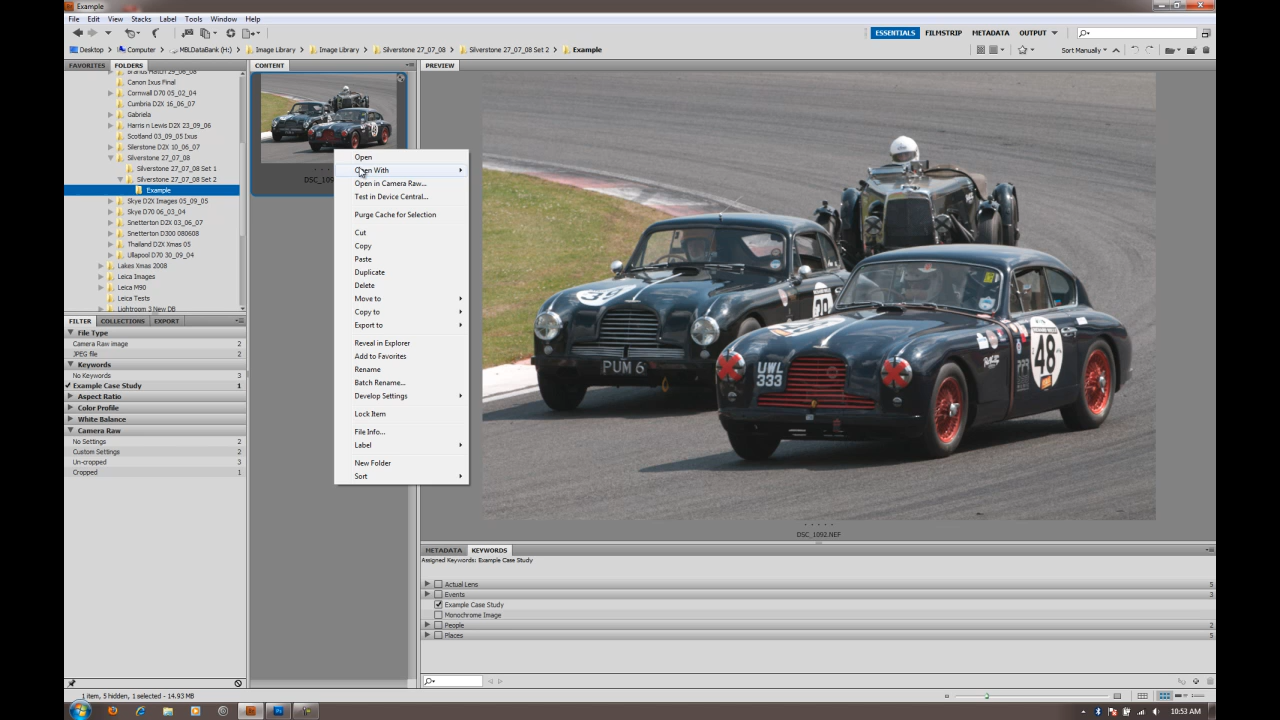 Example
File Edit View Stacks Label Tools Window Help
ESSENTIALS FILMSTRIP METADATA OUTPUT
Desktop Computer MBLDataBank (H:) Image Library Image Library Silverstone 27_07_08 Silverstone 27_07_08 Set 2 Example
Sort Manually
FAVORITES FOLDERS
Brands Hatch 29_06_08
Canon Ixus Final
Cornwall D70 05_02_04
Cumbria D2X 16_06_07
Gabriela
Harris n Lewis D2X 23_09_06
Scotland 03_09_05 Ixus
Silerstone D2X 10_06_07
Silverstone 27_07_08
Silverstone 27_07_08 Set 1
Silverstone 27_07_08 Set 2
Example
Skye D2X Images 05_09_05
Skye D70 06_03_04
Snetterton D2X 03_06_07
Snetterton D300 080608
Thailand D2X Xmas 05
Ullapool D70 30_09_04
Lakes Xmas 2008
Leica Images
Leica M90
Leica Tests
Lightroom 3 New DB
FILTER COLLECTIONS EXPORT
File Type
Camera Raw image 2
JPEG file 2
Keywords
No Keywords 3
Example Case Study 1
Aspect Ratio
Color Profile
White Balance
Camera Raw
No Settings 2
Custom Settings 2
Un-cropped 3
Cropped 1
1 item, 5 hidden, 1 selected - 14.93 MB
CONTENT
48
DSC_109
Open
Open With
Open in Camera Raw...
Test in Device Central...
Purge Cache for Selection
Cut
Copy
Paste
Duplicate
Delete
Move to
Copy to
Export to
Reveal in Explorer
Add to Favorites
Rename
Batch Rename...
Develop Settings
Lock Item
File Info...
Label
New Folder
Sort
PREVIEW
PUM 6
UWL
333
48
DSC_1092.NEF
METADATA KEYWORDS
Assigned Keywords: Example Case Study
Actual Lens 5
Events 3
Example Case Study
Monochrome Image
People 2
Places 5
10:53 AM